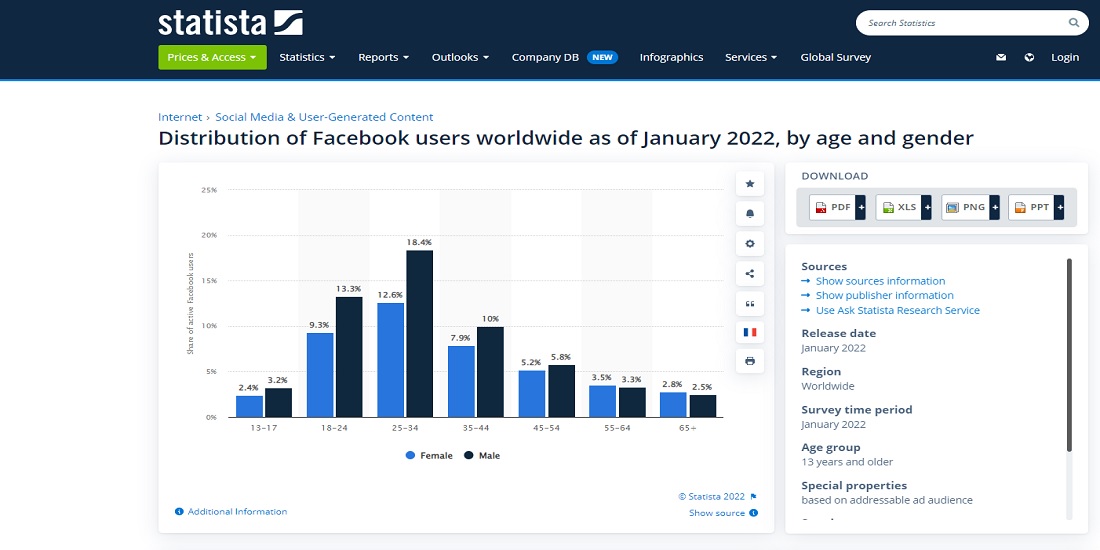 statista
Search Statistics
Prices & Access Statistics Reports Outlooks Company DB NEW Infographics Services Global Survey Login
Internet › Social Media & User-Generated Content
Distribution of Facebook users worldwide as of January 2022, by age and gender
Share of active Facebook users
25%
20%
15%
10%
5%
0%
2.4% 3.2% 9.3% 13.3% 12.6% 18.4% 7.9% 10% 5.2% 5.8% 3.5% 3.3% 2.8% 2.5%
13–17 18–24 25–34 35–44 45–54 55–64 65+
Female Male
© Statista 2022
Additional Information
Show source
DOWNLOAD
PDF + XLS + PNG + PPT +
Sources
Show sources information
Show publisher information
Use Ask Statista Research Service
Release date
January 2022
Region
Worldwide
Survey time period
January 2022
Age group
13 years and older
Special properties
based on addressable ad audience